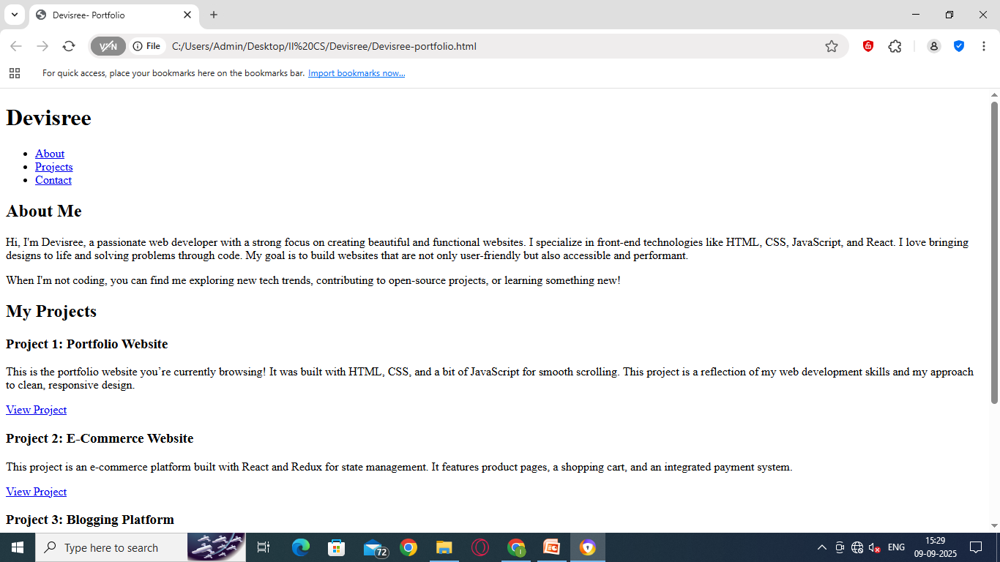 Devisree- Portfolio
VPN
File
C:/Users/Admin/Desktop/II%20CS/Devisree/Devisree-portfolio.html
For quick access, place your bookmarks here on the bookmarks bar. Import bookmarks now...
Devisree
About
Projects
Contact
About Me
Hi, I'm Devisree, a passionate web developer with a strong focus on creating beautiful and functional websites. I specialize in front-end technologies like HTML, CSS, JavaScript, and React. I love bringing
designs to life and solving problems through code. My goal is to build websites that are not only user-friendly but also accessible and performant.
When I'm not coding, you can find me exploring new tech trends, contributing to open-source projects, or learning something new!
My Projects
Project 1: Portfolio Website
This is the portfolio website you’re currently browsing! It was built with HTML, CSS, and a bit of JavaScript for smooth scrolling. This project is a reflection of my web development skills and my approach
to clean, responsive design.
View Project
Project 2: E-Commerce Website
This project is an e-commerce platform built with React and Redux for state management. It features product pages, a shopping cart, and an integrated payment system.
View Project
Project 3: Blogging Platform
Type here to search
72
ENG
15:29
09-09-2025